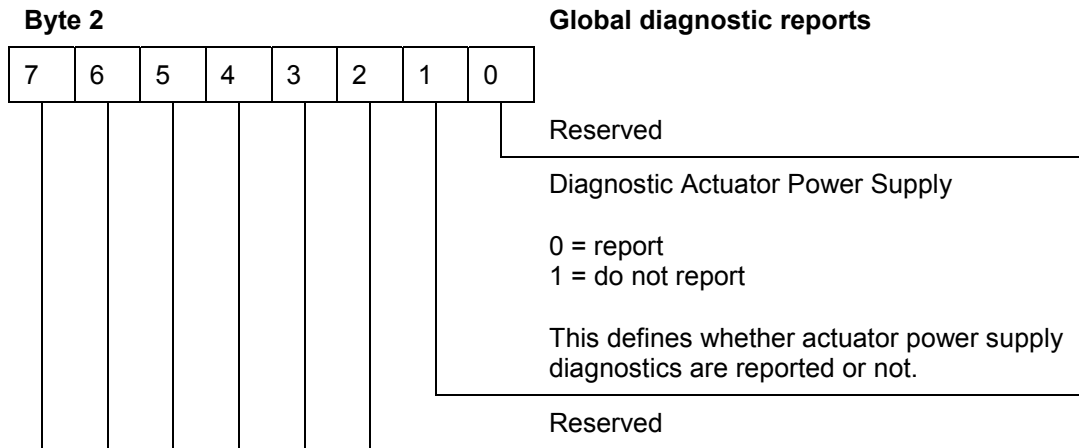 Byte 2 Global diagnostic reports
7 6 5 4 3 2 1 0
Reserved
Diagnostic Actuator Power Supply
0 = report
1 = do not report
This defines whether actuator power supply
diagnostics are reported or not.
Reserved